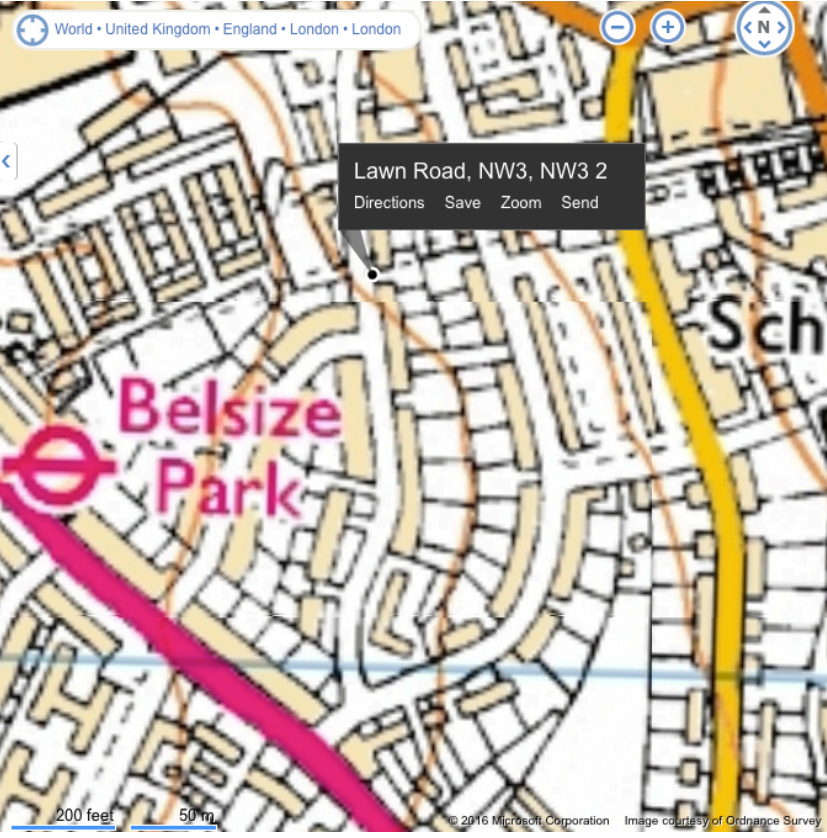 World • United Kingdom • England • London • London
N
Lawn Road, NW3, NW3 2
Directions Save Zoom Send
Sch
Belsize
Park
200 feet 50 m
© 2016 Microsoft Corporation Image courtesy of Ordnance Survey